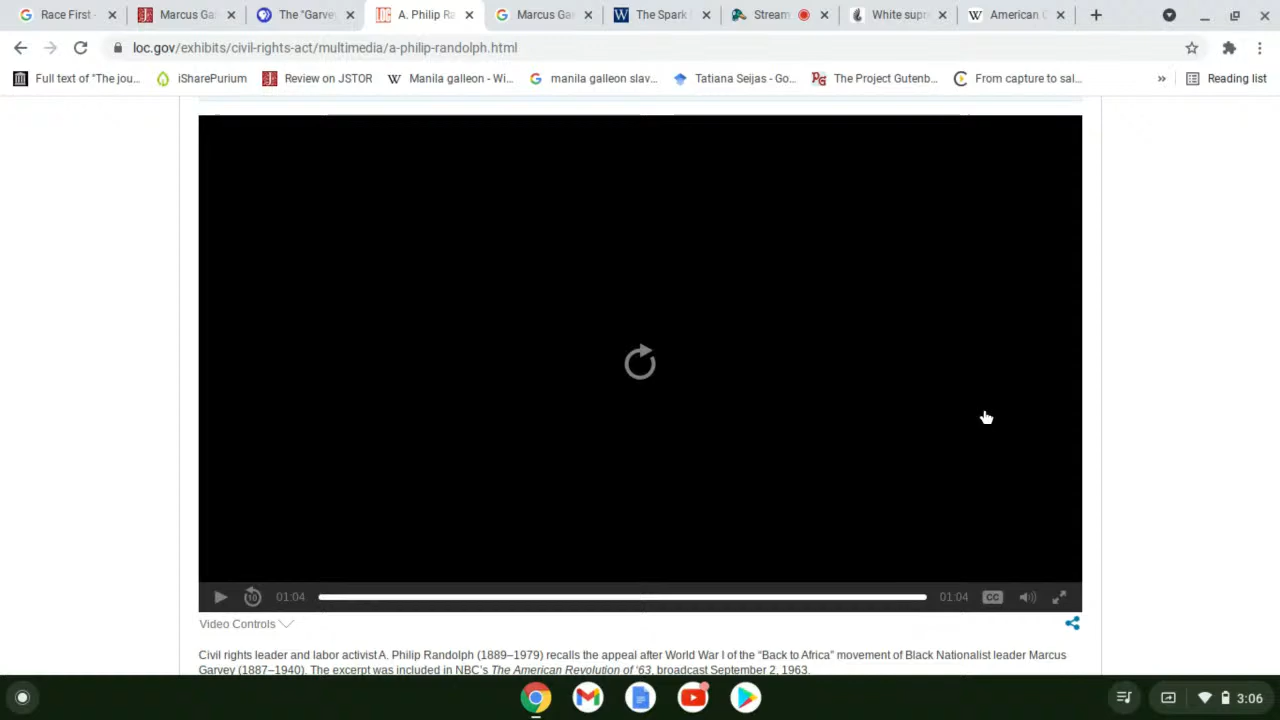 Race First -
Marcus Ga
The "Garve
A. Philip Ra
Marcus Ga
The Spark
Stream
White supr
American
loc.gov/exhibits/civil-rights-act/multimedia/a-philip-randolph.html
Full text of "The jou...
iSharePurium
Review on JSTOR
Manila galleon - Wi...
manila galleon slav...
Tatiana Seijas - Go...
The Project Gutenb...
From capture to sal...
»
Reading list
10
01:04
01:04
CC
Video Controls
Civil rights leader and labor activist A. Philip Randolph (1889–1979) recalls the appeal after World War I of the “Back to Africa” movement of Black Nationalist leader Marcus
Garvey (1887–1940). The excerpt was included in NBC’s The American Revolution of ‘63, broadcast September 2, 1963.
3:06